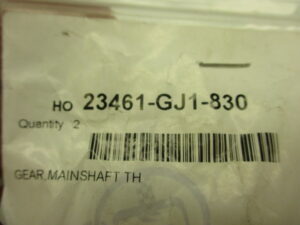 HO 23461-GJ1-830
Quantity 2
GEAR,MAINSHAFT TH